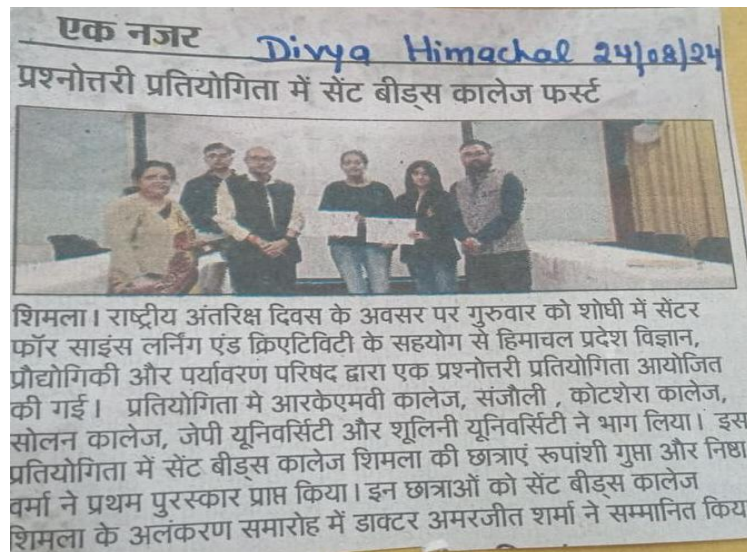 एक नजर Divya Himachal 24/08/24
प्रश्नोत्तरी प्रतियोगिता में सेंट बीड्स कालेज फर्स्ट
शिमला। राष्ट्रीय अंतरिक्ष दिवस के अवसर पर गुरुवार को शोघी में सेंटर
फॉर साइंस लर्निंग एंड क्रिएटिविटी के सहयोग से हिमाचल प्रदेश विज्ञान,
प्रौद्योगिकी और पर्यावरण परिषद द्वारा एक प्रश्नोत्तरी प्रतियोगिता आयोजित
की गई। प्रतियोगिता मे आरकेएमवी कालेज, संजौली , कोटशेरा कालेज,
सोलन कालेज, जेपी यूनिवर्सिटी और शूलिनी यूनिवर्सिटी ने भाग लिया। इस
प्रतियोगिता में सेंट बीड्स कालेज शिमला की छात्राएं रूपांशी गुप्ता और निष्ठा
वर्मा ने प्रथम पुरस्कार प्राप्त किया। इन छात्राओं को सेंट बीड्स कालेज
शिमला के अलंकरण समारोह में डाक्टर अमरजीत शर्मा ने सम्मानित किय